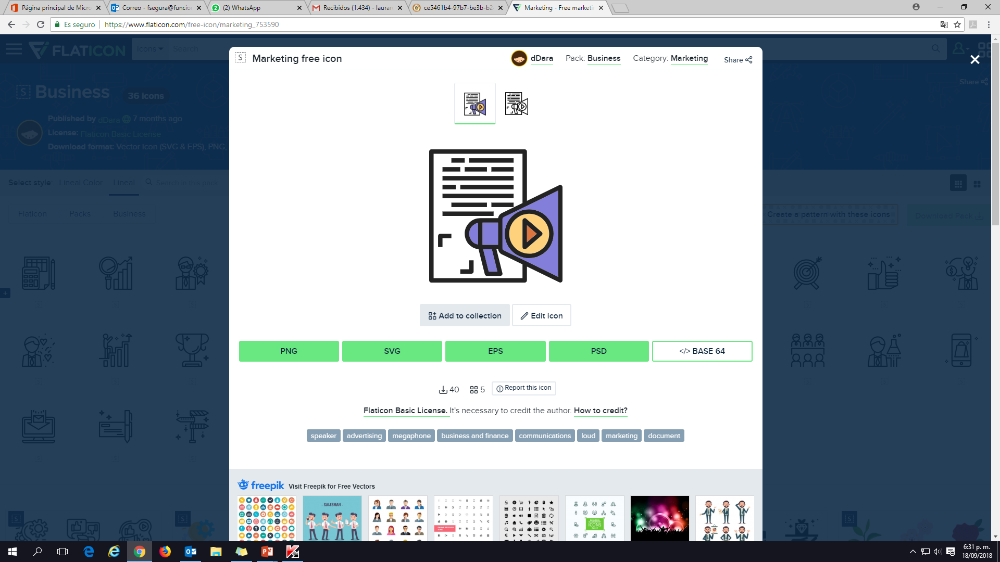 Página principal de Micro
Correo - fsegura@funcion
(2) WhatsApp
Recibidos (1.434) - lauram
ce5461b4-97b7-be3b-b2
Marketing - Free marketi
Es seguro
https://www.flaticon.com/free-icon/marketing_753590
FLATICON
Icons
Search
Marketing free icon
dDara
Pack: Business
Category: Marketing
Share
Business
36 icons
Share
Published by dDara 7 months ago
License: Flaticon Basic License
Download format: Vector icon (SVG & EPS), PNG,
Select style:
Lineal Color
Lineal
Search in this pack
Flaticon
Packs
Business
Create a pattern with these icons
Download Pack
Add to collection
Edit icon
PNG
SVG
EPS
PSD
</> BASE 64
40
5
Report this icon
Flaticon Basic License. It's necessary to credit the author. How to credit?
speaker
advertising
megaphone
business and finance
communications
loud
marketing
document
freepik
Visit Freepik for Free Vectors
- SALESMAN -
ICONS
6:31 p. m.
18/09/2018